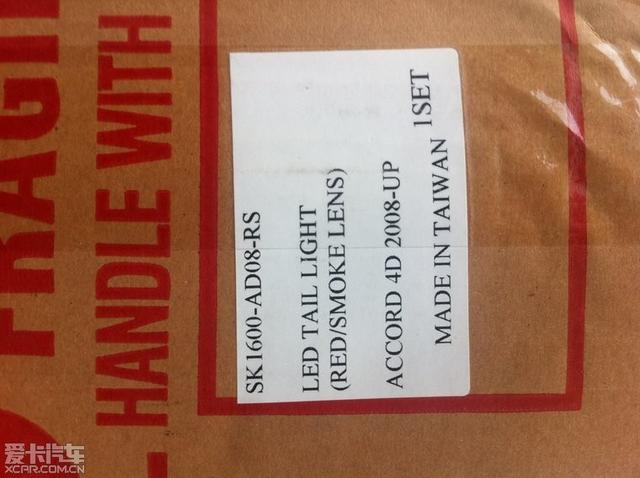 FRAGI
HANDLE WITH
SK1600-AD08-RS
LED TAIL LIGHT
(RED/SMOKE LENS)
ACCORD 4D 2008-UP
MADE IN TAIWAN 1SET
爱卡汽车
XCAR.COM.CN